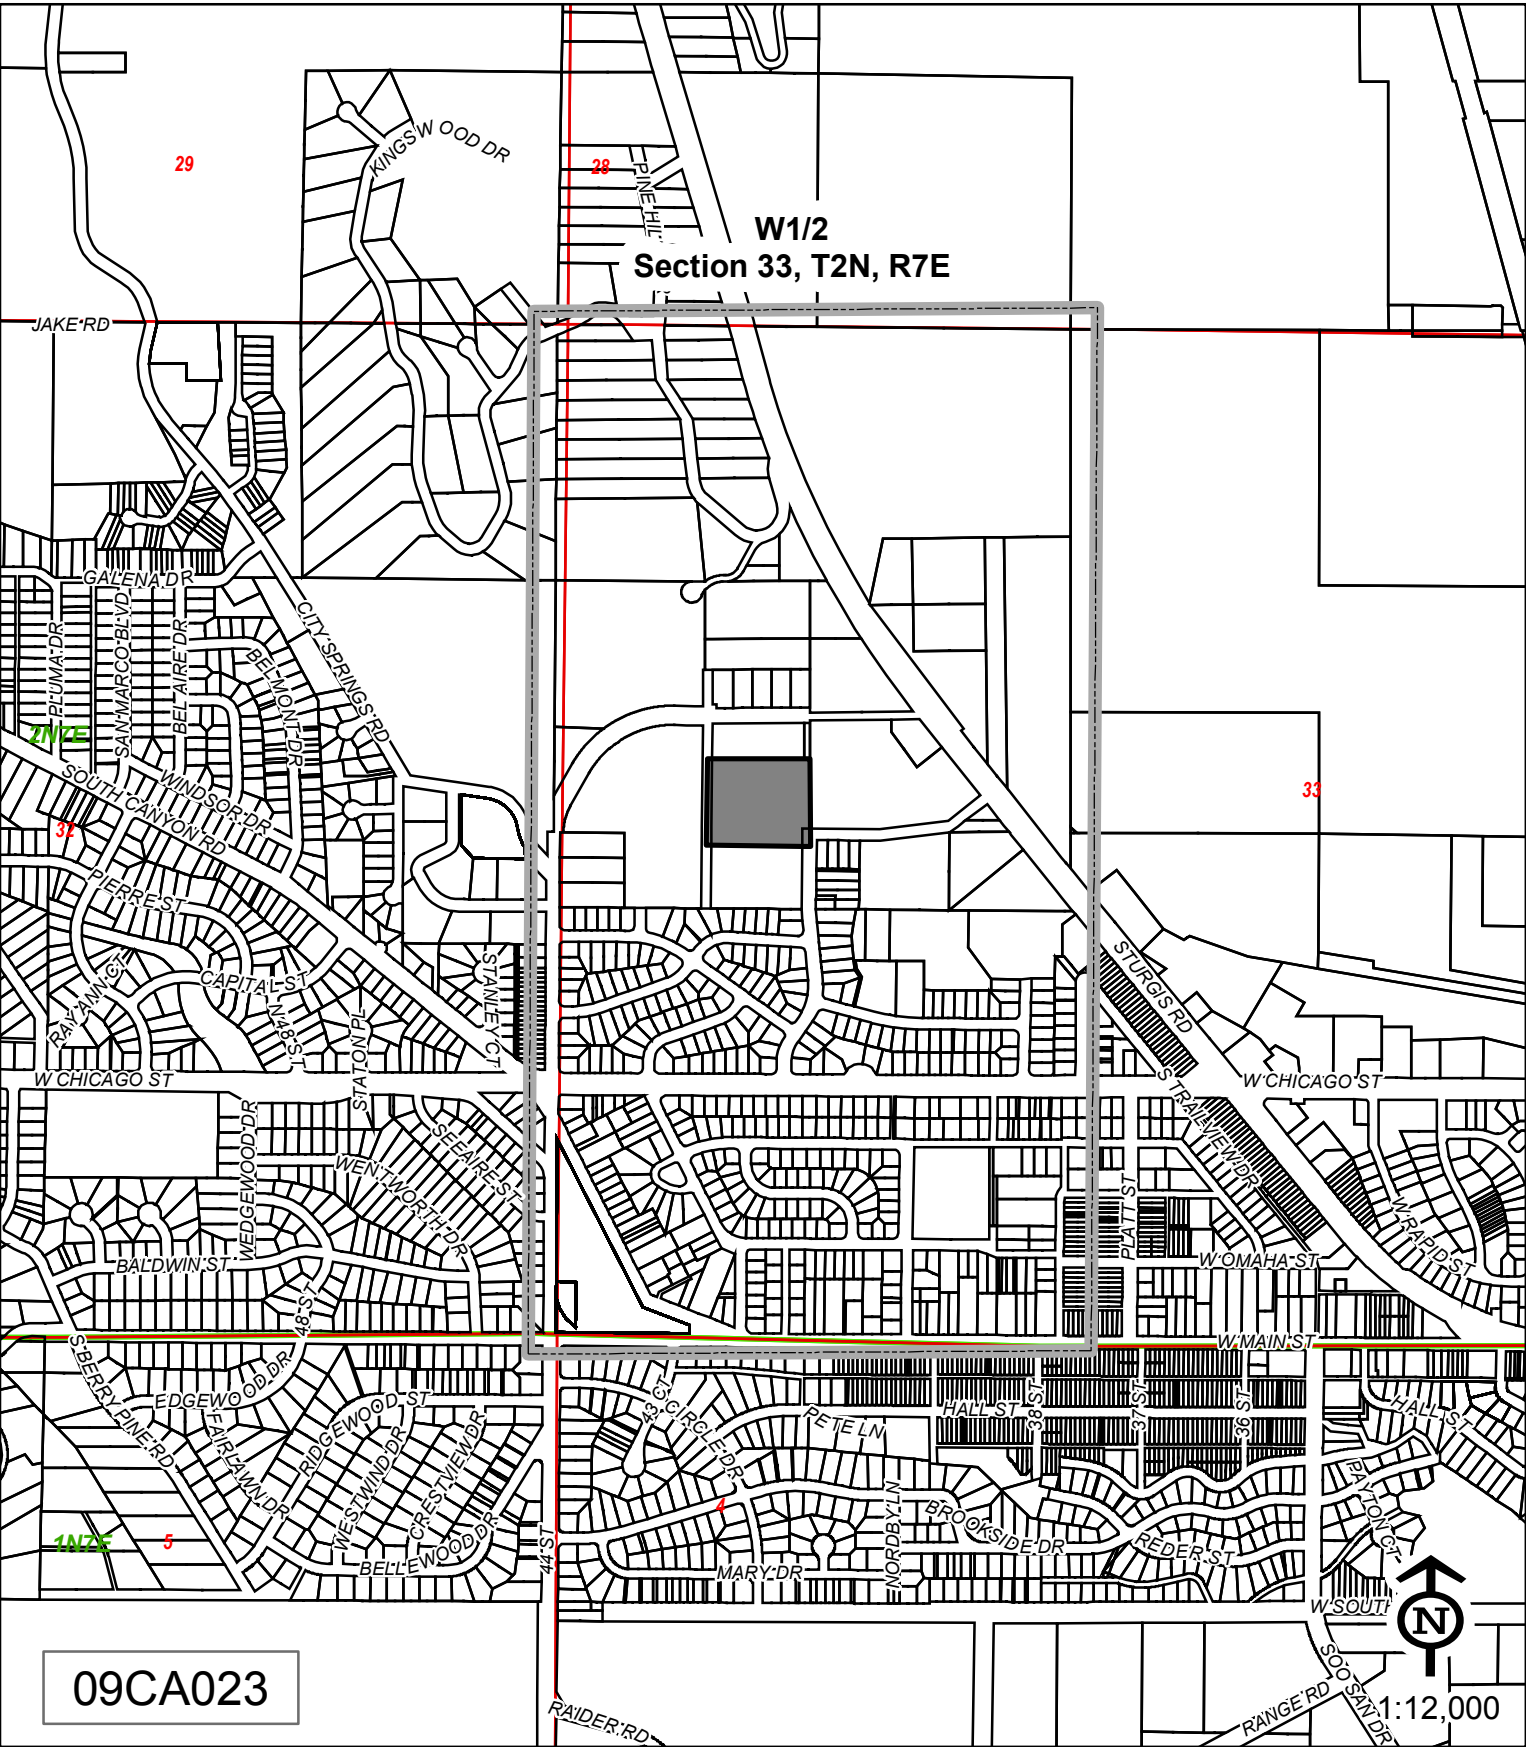 29
KINGSWOOD DR
28
PINE HIL
W1/2
Section 33, T2N, R7E
JAKE RD
GALENA DR
PLUMA DR
SAN MARCO BLVD
BEL AIRE DR
BELMONT DR
CITY SPRINGS RD
2N7E
WINDSOR DR
SOUTH CANYON RD
32
33
PIERRE ST
RAY ANN CT
CAPITAL ST
N 48 ST
STATON PL
STANLEY CT
STURGIS RD
W CHICAGO ST
W CHICAGO ST
S TRAILVIEW DR
WEDGEWOOD DR
SEEAIRE ST
WENTWORTH DR
PLATT ST
W RAPID ST
BALDWIN ST
W OMAHA ST
48 ST
W MAIN ST
S BERRY PINE RD
EDGEWOOD DR
FAIRLAWN DR
RIDGEWOOD ST
WESTWIND DR
CRESTVIEW DR
BELLEWOOD DR
43 CT
CIRCLE DR
PETE LN
HALL ST
38 ST
37 ST
36 ST
HALL ST
PAYTON CT
4
NORDBY LN
BROOKSIDE DR
REDER ST
1N7E
5
44 ST
MARY DR
W SOUTH
N
09CA023
RAIDER RD
RANGE RD
SOO SAN DR
1:12,000